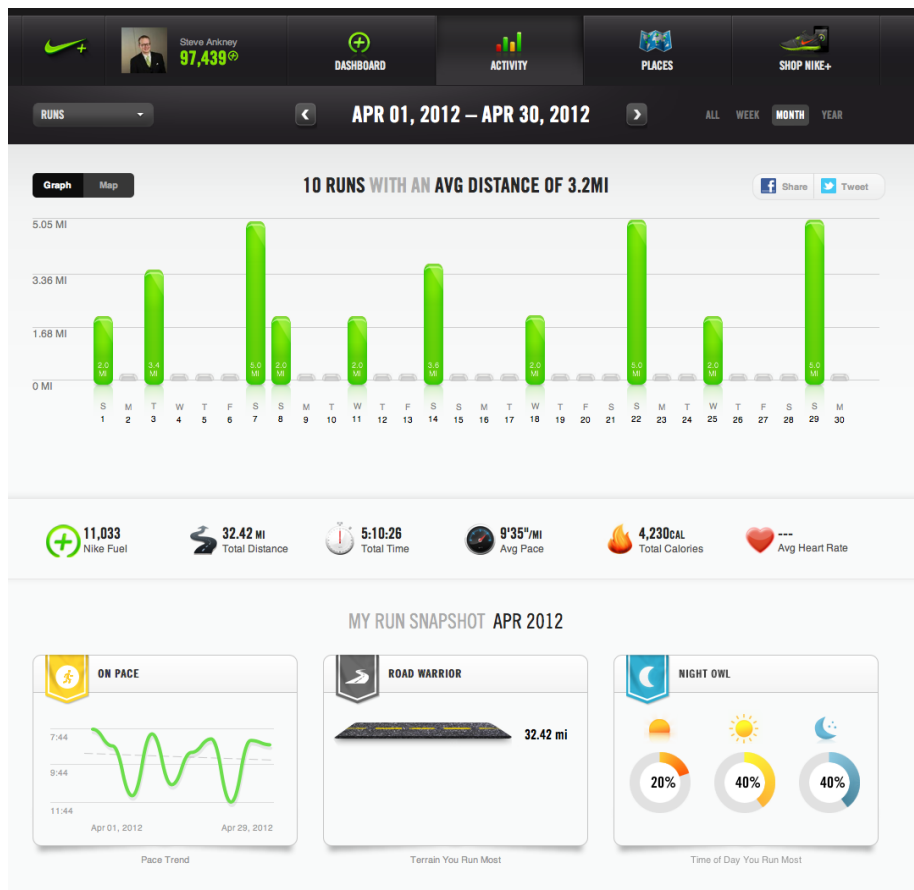 Steve Ankney
97,439
DASHBOARD
ACTIVITY
PLACES
SHOP NIKE+
RUNS
APR 01, 2012 – APR 30, 2012
ALL WEEK MONTH YEAR
Graph Map
10 RUNS WITH AN AVG DISTANCE OF 3.2MI
Share Tweet
5.05 MI
3.36 MI
1.68 MI
0 MI
2.0 MI
3.4 MI
5.0 MI
2.0 MI
2.0 MI
3.6 MI
2.0 MI
5.0 MI
2.0 MI
5.0 MI
S M T W T F S S M T W T F S S M T W T F S S M T W T F S S M
1 2 3 4 5 6 7 8 9 10 11 12 13 14 15 16 17 18 19 20 21 22 23 24 25 26 27 28 29 30
11,033
Nike Fuel
32.42 MI
Total Distance
5:10:26
Total Time
9'35"/MI
Avg Pace
4,230CAL
Total Calories
---
Avg Heart Rate
MY RUN SNAPSHOT APR 2012
ON PACE
7:44
9:44
11:44
Apr 01, 2012 Apr 29, 2012
Pace Trend
ROAD WARRIOR
32.42 mi
Terrain You Run Most
NIGHT OWL
20% 40% 40%
Time of Day You Run Most